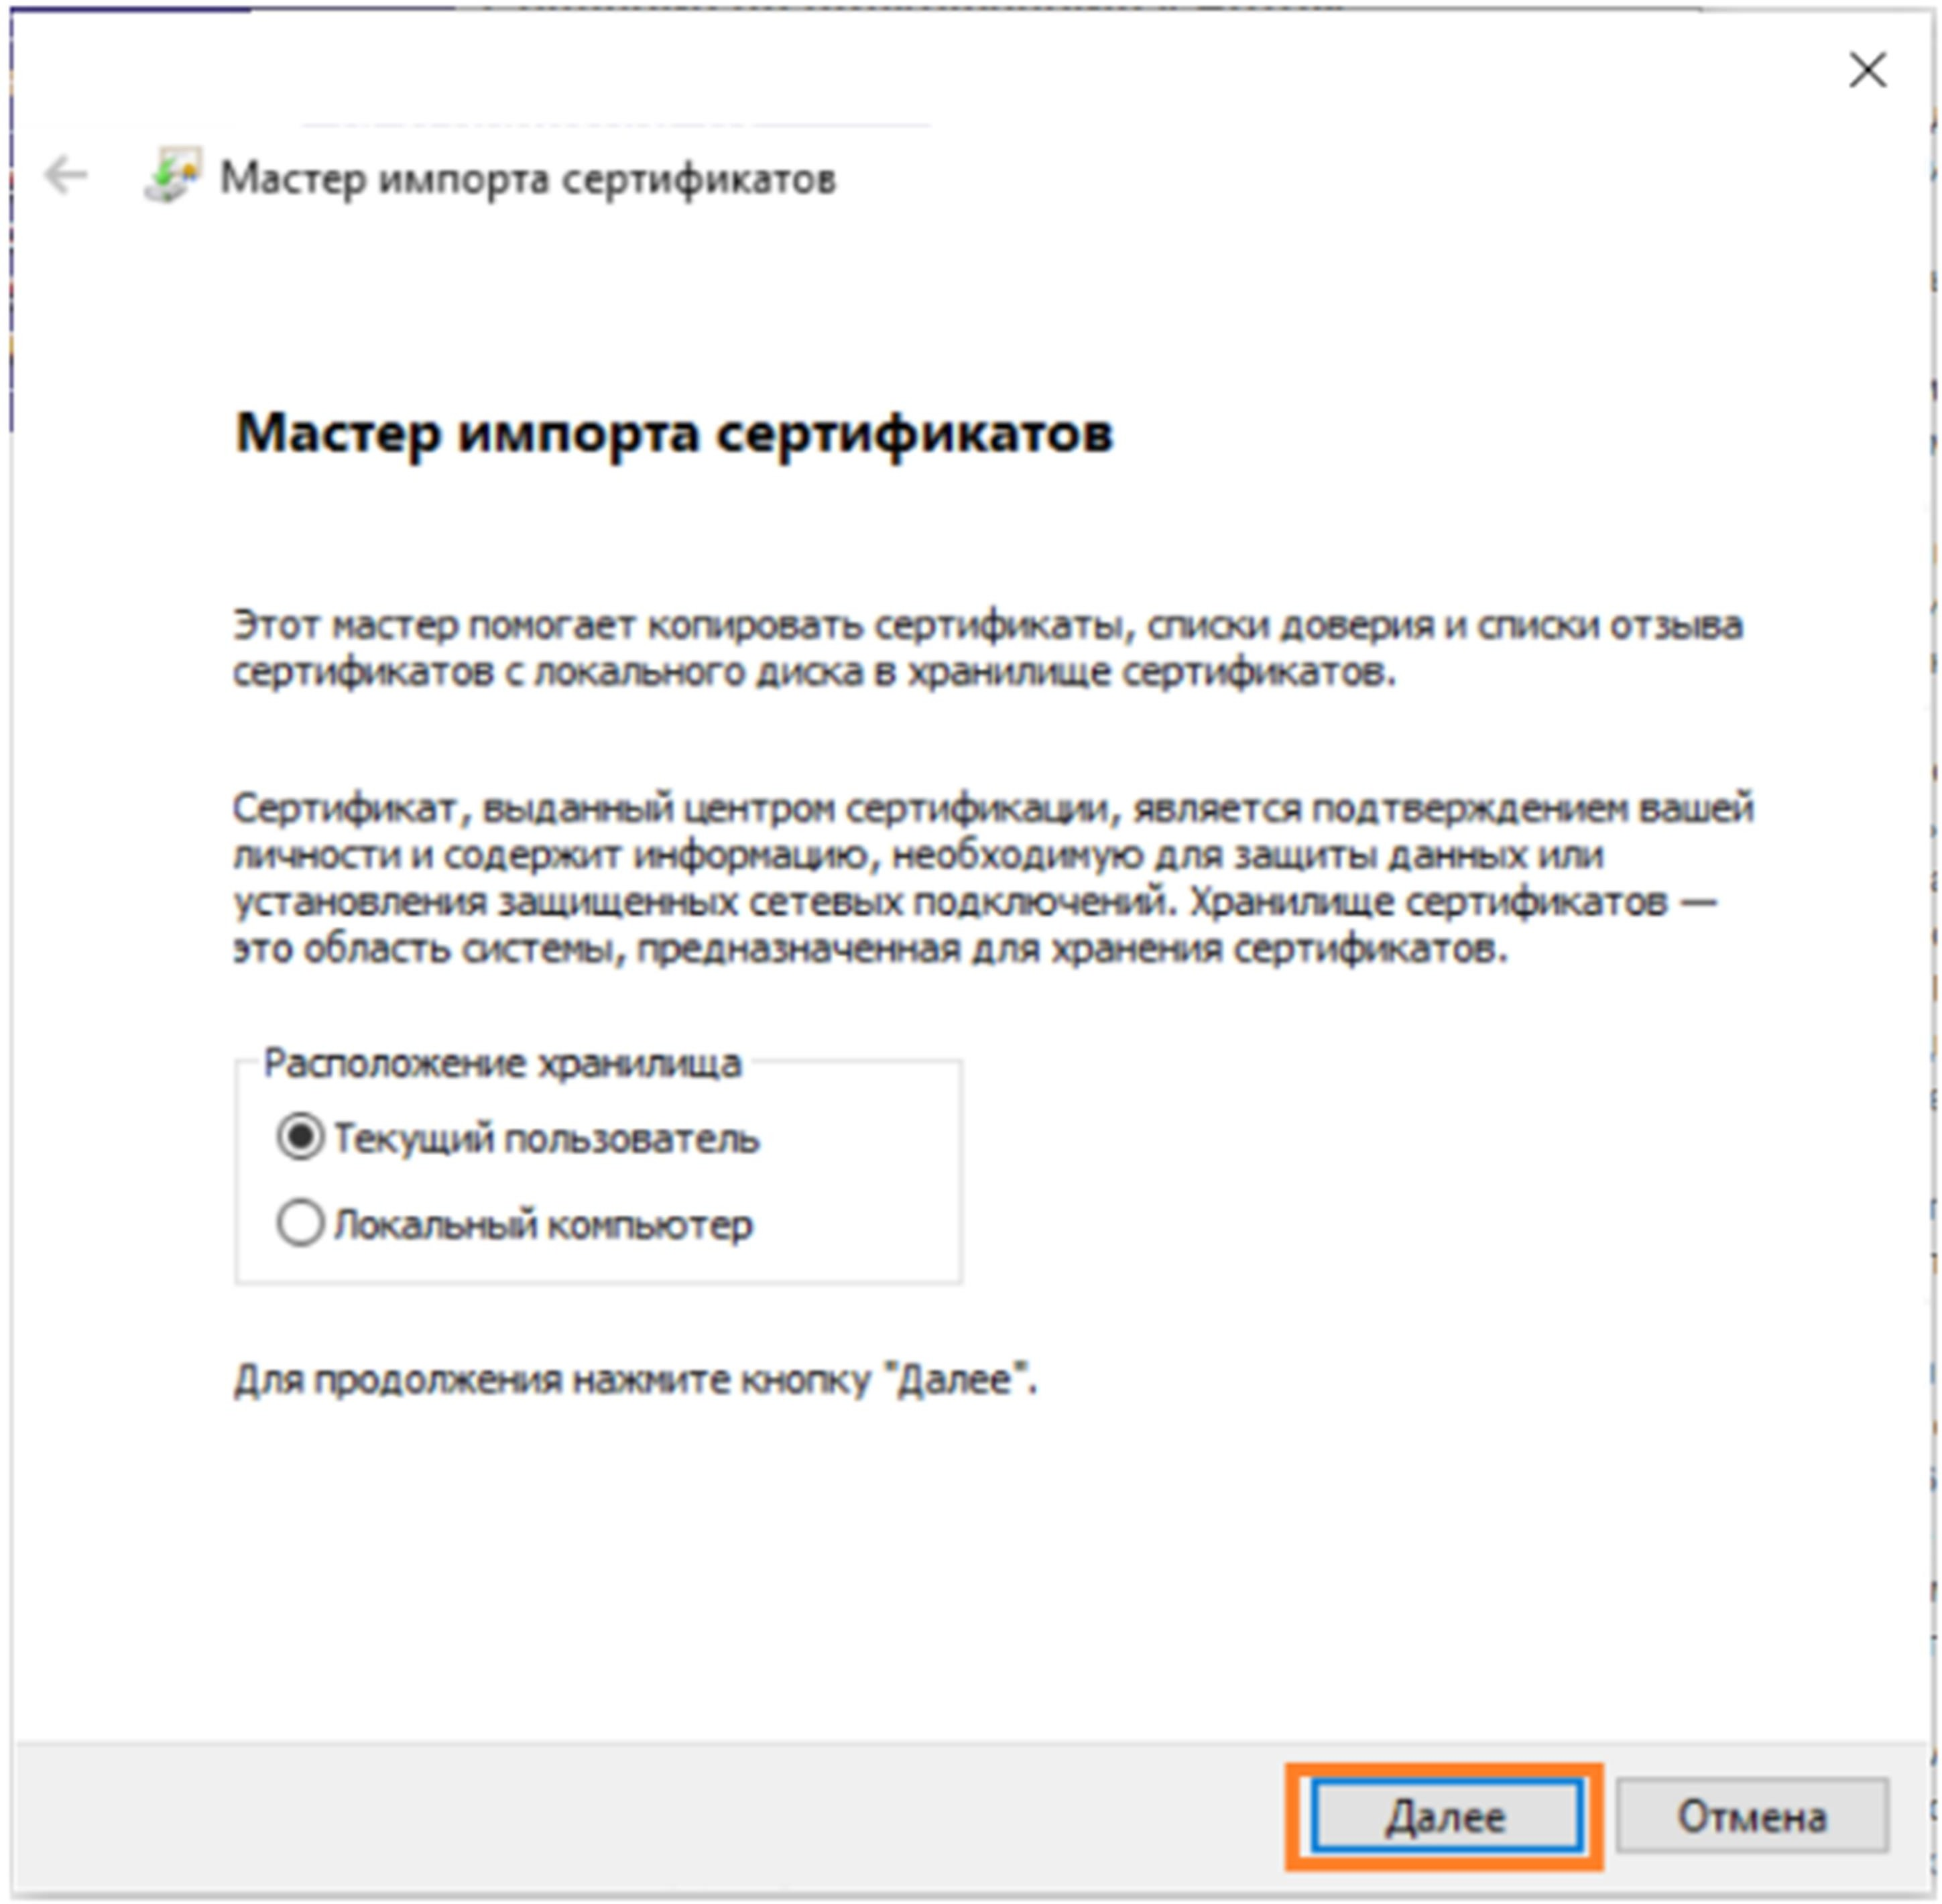 Мастер импорта сертификатов
Мастер импорта сертификатов
Этот мастер помогает копировать сертификаты, списки доверия и списки отзыва
сертификатов с локального диска в хранилище сертификатов.
Сертификат, выданный центром сертификации, является подтверждением вашей
личности и содержит информацию, необходимую для защиты данных или
установления защищенных сетевых подключений. Хранилище сертификатов —
это область системы, предназначенная для хранения сертификатов.
Расположение хранилища
Текущий пользователь
Локальный компьютер
Для продолжения нажмите кнопку "Далее".
Далее
Отмена